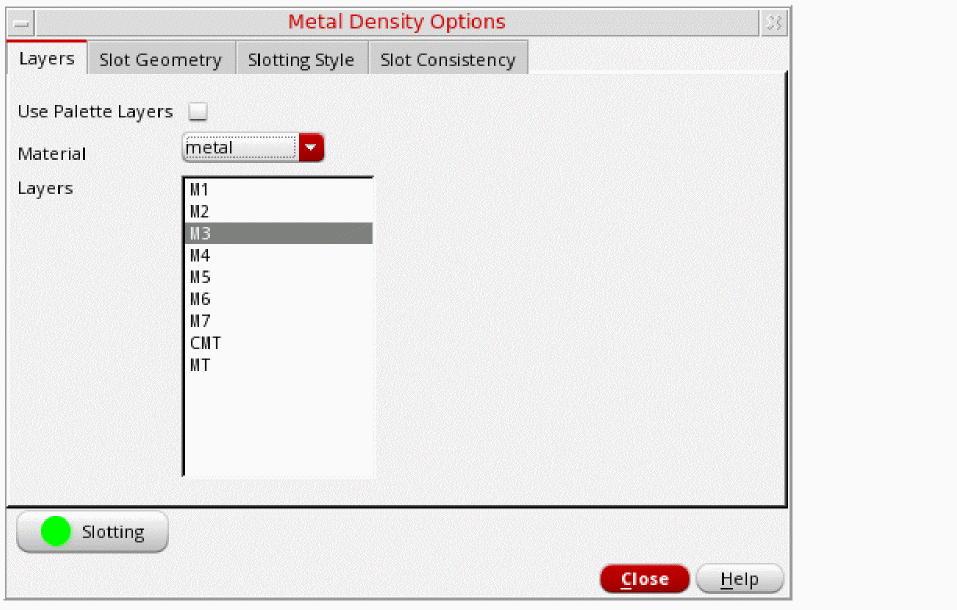 Metal Density Options
Layers Slot Geometry Slotting Style Slot Consistency
Use Palette Layers
Material metal
Layers
M1
M2
M3
M4
M5
M6
M7
CMT
MT
Slotting
Close Help